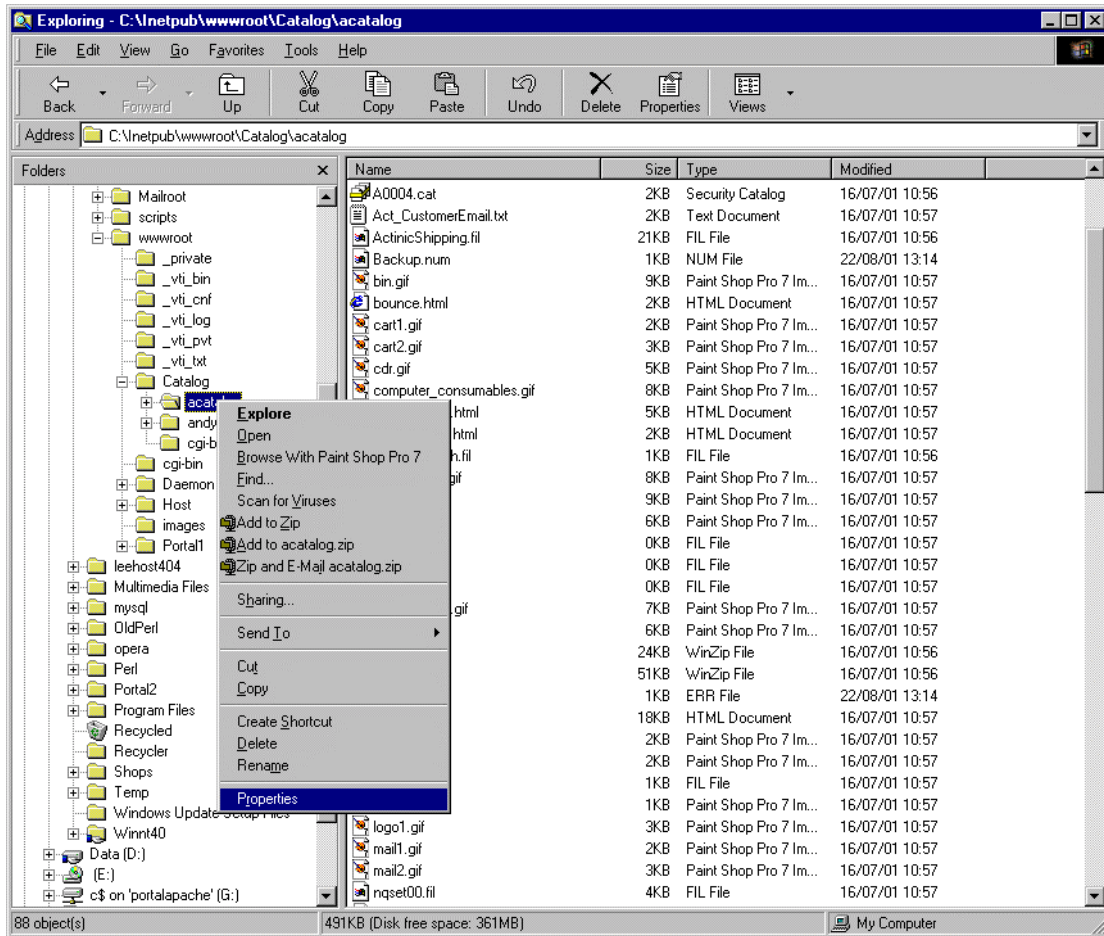 Exploring - C:\Inetpub\wwwroot\Catalog\acatalog
File Edit View Go Favorites Tools Help
Back Forward Up Cut Copy Paste Undo Delete Properties Views
Address C:\Inetpub\wwwroot\Catalog\acatalog
Folders
Mailroot
scripts
wwwroot
_private
_vti_bin
_vti_cnf
_vti_log
_vti_pvt
_vti_txt
Catalog
andy
cgi-bin
Daemon
Host
images
Portal1
leehost404
Multimedia Files
mysql
OldPerl
opera
Perl
Portal2
Program Files
Recycled
Recycler
Shops
Temp
Windows Update Setup Files
Winnt40
Data (D:)
(E:)
c$ on 'portalapache' (G:)
Explore
Open
Browse With Paint Shop Pro 7
Find...
Scan for Viruses
Add to Zip
Add to acatalog.zip
Zip and E-Mail acatalog.zip
Sharing...
Send To
Cut
Copy
Create Shortcut
Delete
Rename
Properties
Name Size Type Modified
A0004.cat 2KB Security Catalog 16/07/01 10:56
Act_CustomerEmail.txt 2KB Text Document 16/07/01 10:57
ActinicShipping.fil 21KB FIL File 16/07/01 10:56
Backup.num 1KB NUM File 22/08/01 13:14
bin.gif 9KB Paint Shop Pro 7 Im... 16/07/01 10:57
bounce.html 2KB HTML Document 16/07/01 10:57
cart1.gif 2KB Paint Shop Pro 7 Im... 16/07/01 10:57
cart2.gif 3KB Paint Shop Pro 7 Im... 16/07/01 10:57
cdr.gif 5KB Paint Shop Pro 7 Im... 16/07/01 10:57
computer_consumables.gif 8KB Paint Shop Pro 7 Im... 16/07/01 10:57
.html 5KB HTML Document 16/07/01 10:57
html 2KB HTML Document 16/07/01 10:57
h.fil 1KB FIL File 16/07/01 10:56
gif 8KB Paint Shop Pro 7 Im... 16/07/01 10:57
9KB Paint Shop Pro 7 Im... 16/07/01 10:57
6KB Paint Shop Pro 7 Im... 16/07/01 10:57
0KB FIL File 16/07/01 10:57
0KB FIL File 16/07/01 10:57
0KB FIL File 16/07/01 10:57
.gif 7KB Paint Shop Pro 7 Im... 16/07/01 10:57
6KB Paint Shop Pro 7 Im... 16/07/01 10:57
24KB WinZip File 16/07/01 10:56
51KB WinZip File 16/07/01 10:56
1KB ERR File 22/08/01 13:14
18KB HTML Document 16/07/01 10:57
2KB Paint Shop Pro 7 Im... 16/07/01 10:57
2KB Paint Shop Pro 7 Im... 16/07/01 10:57
1KB FIL File 16/07/01 10:57
1KB Paint Shop Pro 7 Im... 16/07/01 10:57
logo1.gif 3KB Paint Shop Pro 7 Im... 16/07/01 10:57
mail1.gif 2KB Paint Shop Pro 7 Im... 16/07/01 10:57
mail2.gif 3KB Paint Shop Pro 7 Im... 16/07/01 10:57
nqset00.fil 4KB FIL File 16/07/01 10:57
88 object(s) 491KB (Disk free space: 361MB) My Computer